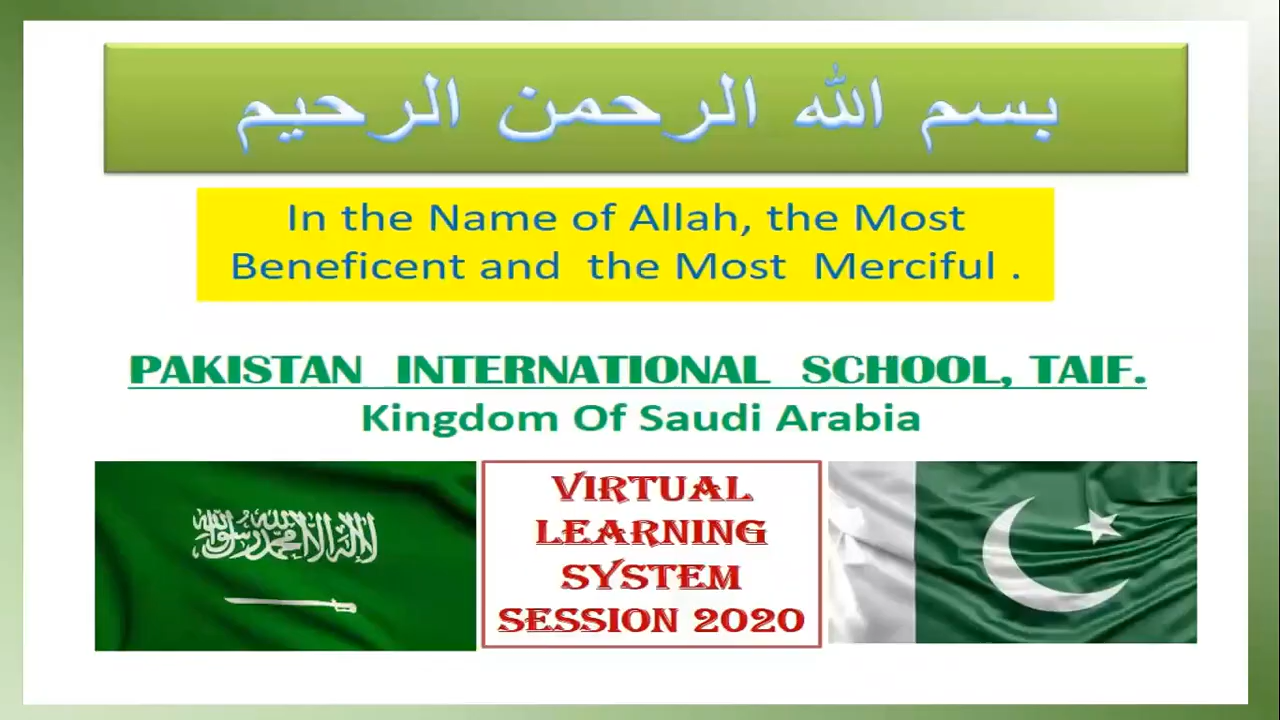 بسم الله الرحمن الرحيم
In the Name of Allah, the Most
Beneficent and the Most Merciful .
PAKISTAN INTERNATIONAL SCHOOL, TAIF.
Kingdom Of Saudi Arabia
لا إله إلا الله محمد رسول الله
VIRTUAL
LEARNING
SYSTEM
SESSION 2020